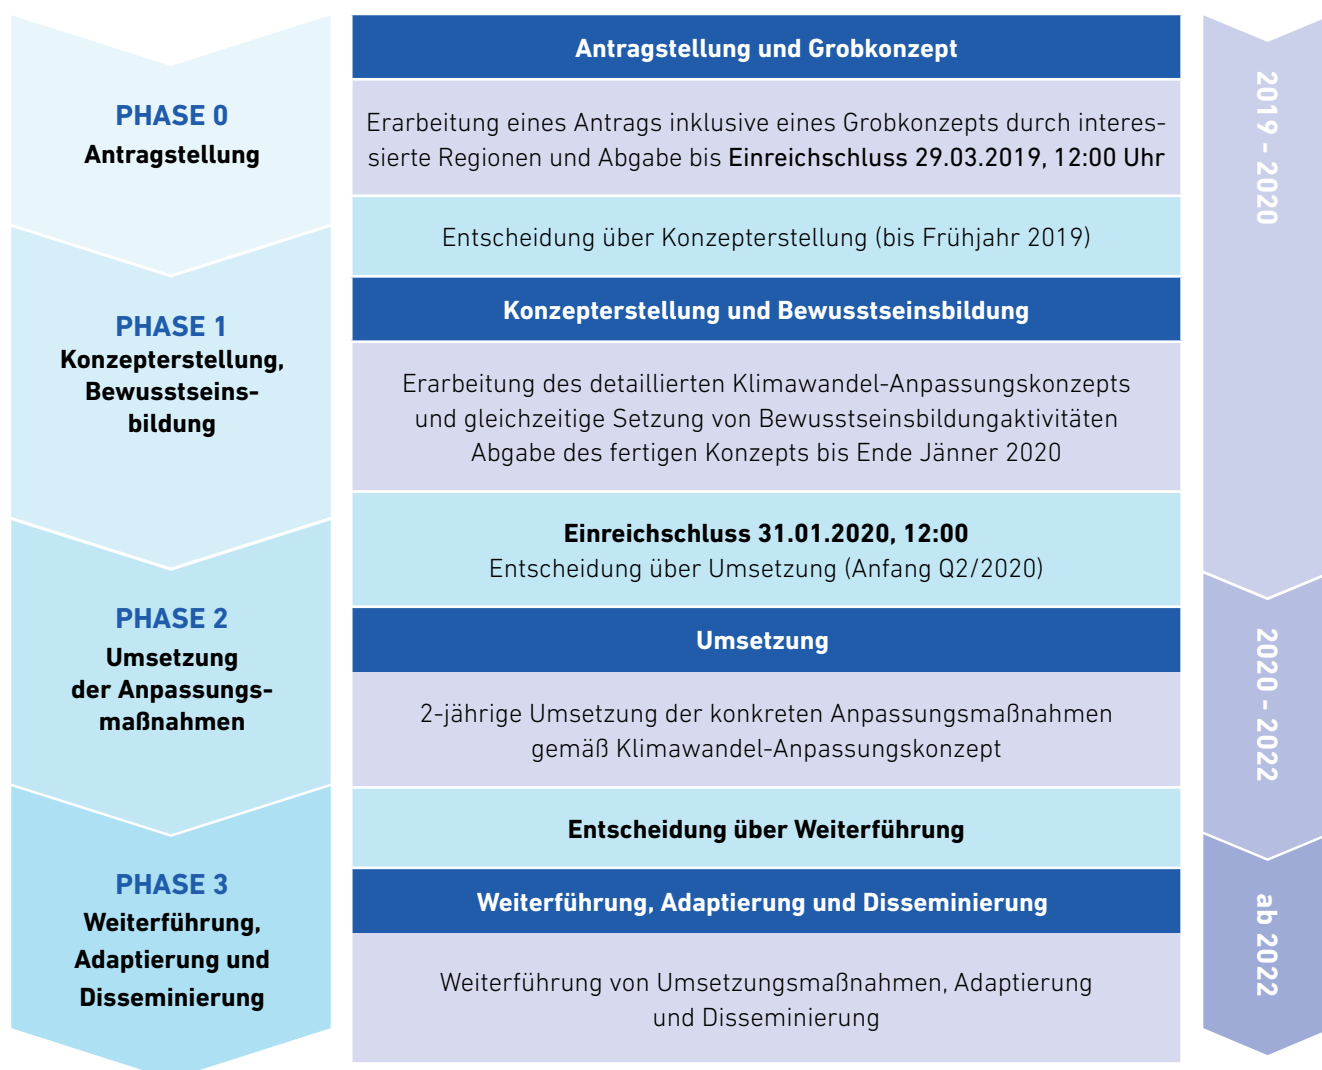 PHASE 0
Antragstellung
Antragstellung und Grobkonzept
Erarbeitung eines Antrags inklusive eines Grobkonzepts durch interes-
sierte Regionen und Abgabe bis Einreichschluss 29.03.2019, 12:00 Uhr
Entscheidung über Konzepterstellung (bis Frühjahr 2019)
PHASE 1
Konzepterstellung,
Bewusstseins-
bildung
Konzepterstellung und Bewusstseinsbildung
Erarbeitung des detaillierten Klimawandel-Anpassungskonzepts
und gleichzeitige Setzung von Bewusstseinsbildungaktivitäten
Abgabe des fertigen Konzepts bis Ende Jänner 2020
Einreichschluss 31.01.2020, 12:00
Entscheidung über Umsetzung (Anfang Q2/2020)
2019 - 2020
PHASE 2
Umsetzung
der Anpassungs-
maßnahmen
Umsetzung
2-jährige Umsetzung der konkreten Anpassungsmaßnahmen
gemäß Klimawandel-Anpassungskonzept
Entscheidung über Weiterführung
2020 - 2022
PHASE 3
Weiterführung,
Adaptierung und
Disseminierung
Weiterführung, Adaptierung und Disseminierung
Weiterführung von Umsetzungsmaßnahmen, Adaptierung
und Disseminierung
ab 2022